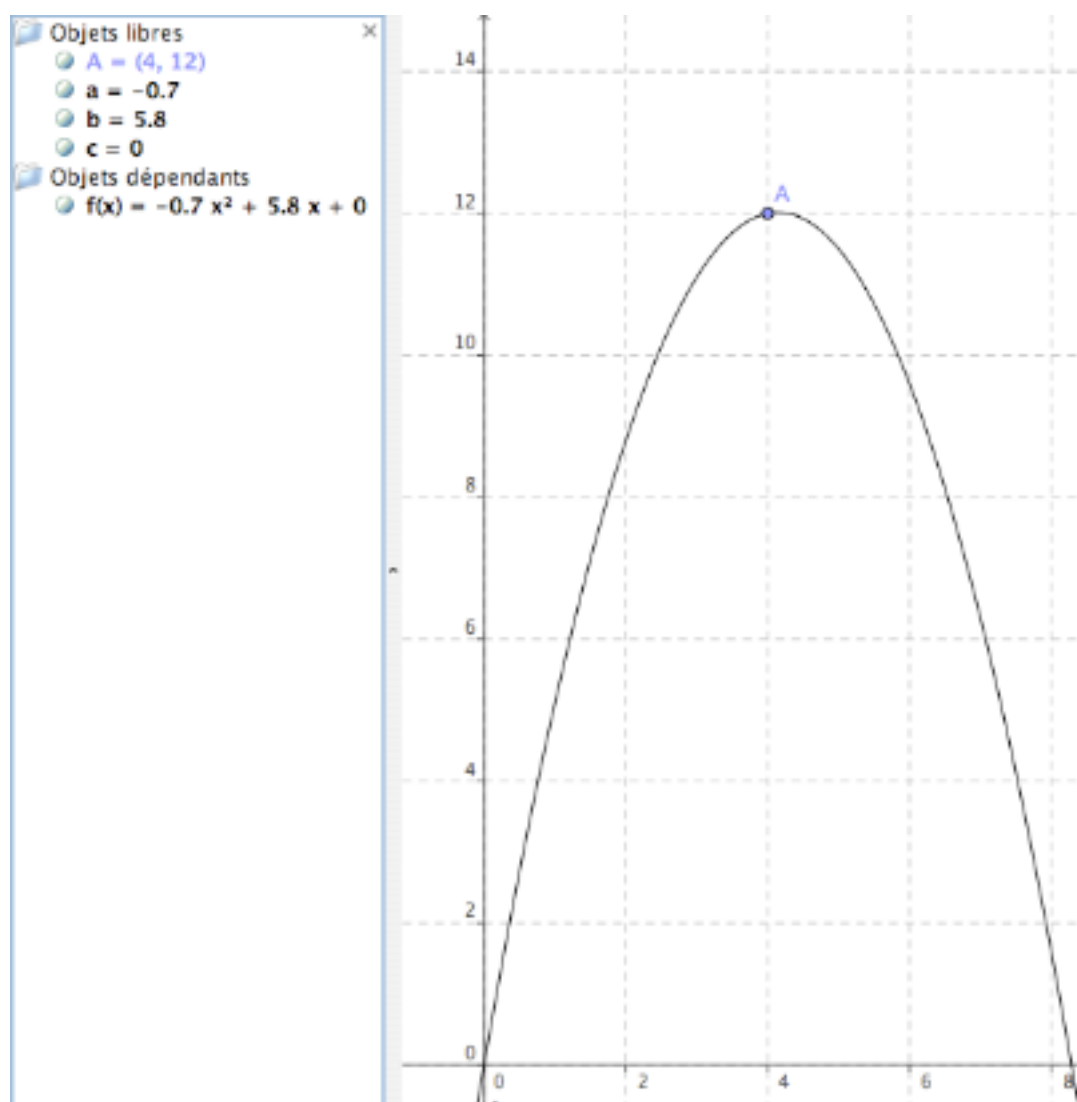 Objets libres
A = (4, 12)
a = -0.7
b = 5.8
c = 0
Objets dépendants
f(x) = -0.7 x² + 5.8 x + 0
14
12
10
8
6
4
2
0
A
0 2 4 6 8